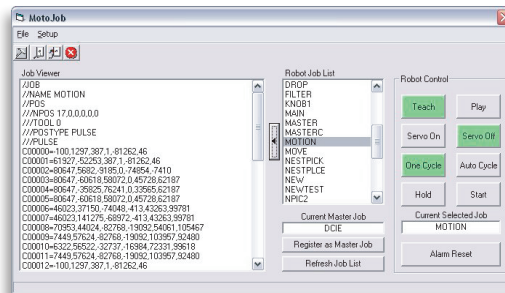 MotoJob
File Setup
Job Viewer
//JOB
//NAME MOTION
//POS
///NPOS 17,0,0,0,0,0
///TOOL 0
///POSTYPE PULSE
///PULSE
C00000=-100,1297,387,1,-81262,46
C00001=61927,-52253,387,1,-81262,46
C00002=80647,5682,-9185,0,-74854,-7410
C00003=80647,-60618,58072,0,45728,62187
C00004=80647,-35825,76241,0,33565,62187
C00005=80647,-60618,58072,0,45728,62187
C00006=46023,37150,-74048,-413,43263,99781
C00007=46023,141275,-68972,-413,43263,99781
C00008=70953,44024,-82768,-19092,54061,105467
C00009=7449,57624,-82768,-19092,103957,92480
C00010=6322,56522,-32737,-16984,72331,99618
C00011=7449,57624,-82768,-19092,103957,92480
C00012=-100,1297,387,1,-81262,46
Robot Job List
DROP
FILTER
KNOB1
MAIN
MASTER
MASTERC
MOTION
MOVE
NESTPICK
NESTPLCE
NEW
NEWTEST
NPIC2
Current Master Job
DCIE
Register as Master Job
Refresh Job List
Robot Control
Teach Play
Servo On Servo Off
One Cycle Auto Cycle
Hold Start
Current Selected Job
MOTION
Alarm Reset